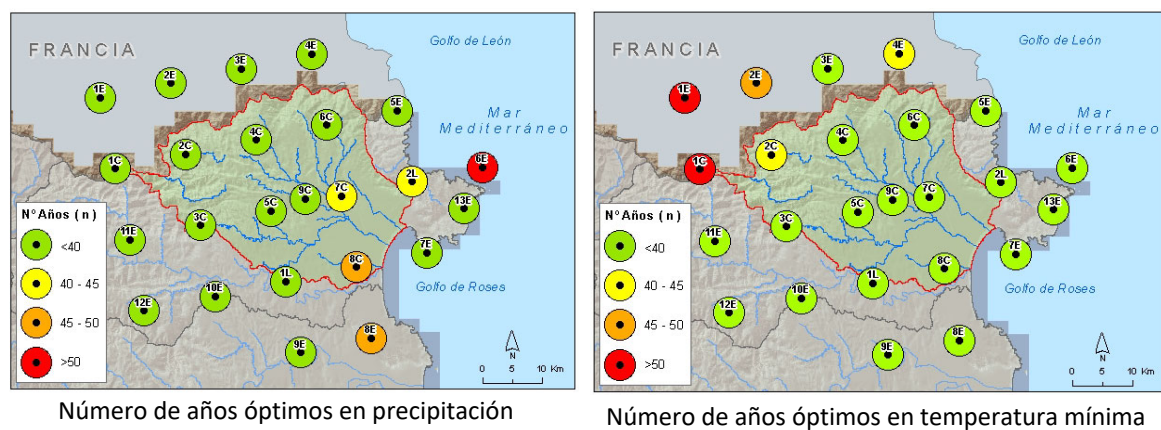 FRANCIA
Golfo de León
4E
3E
2E
1E
5E
Mar
Mediterráneo
6C
4C
2C
1C
6E
2L
7C
9C
13E
5C
3C
11E
7E
8C
1L
10E
12E
Golfo de Roses
8E
9E
Nº Años ( n )
<40
40 - 45
45 - 50
>50
N
0 5 10 Km
Número de años óptimos en precipitación
FRANCIA
Golfo de León
4E
3E
2E
1E
5E
Mar
Mediterráneo
6C
4C
2C
1C
6E
2L
7C
9C
13E
5C
3C
11E
7E
8C
1L
10E
12E
Golfo de Roses
8E
9E
Nº Años ( n )
<40
40 - 45
45 - 50
>50
N
0 5 10 Km
Número de años óptimos en temperatura mínima